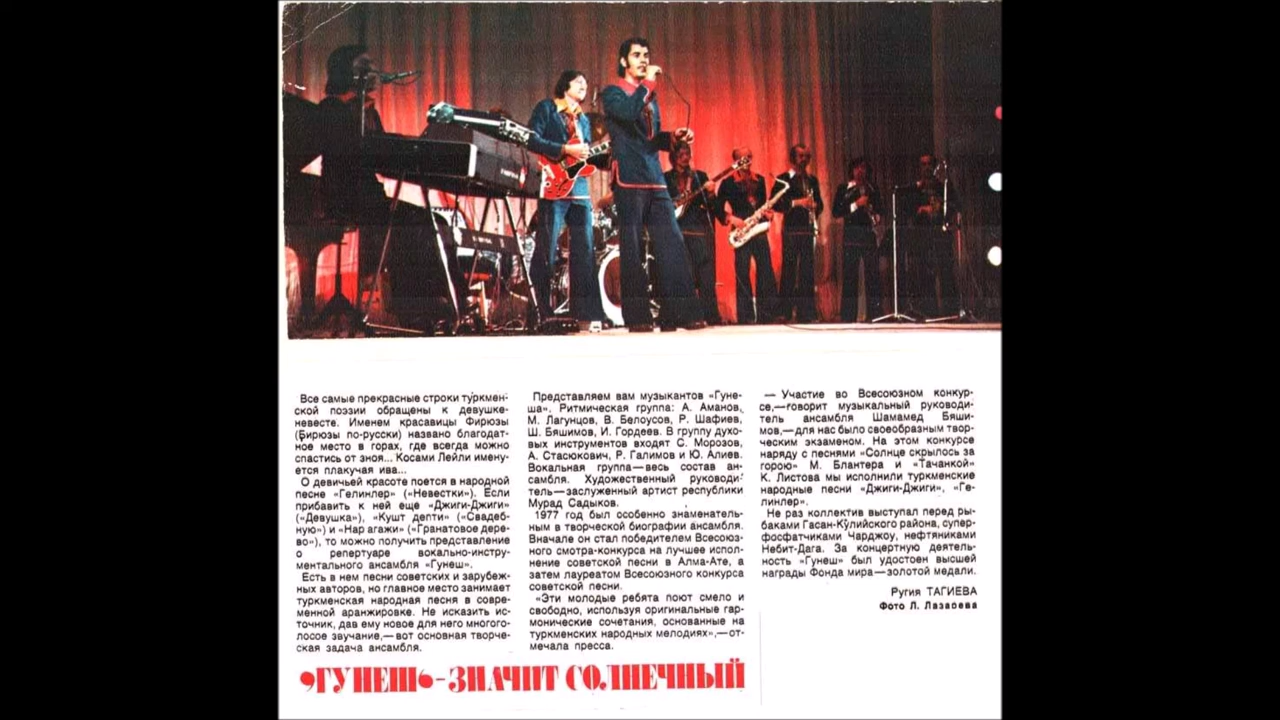 Все самые прекрасные строки туркмен-
ской поэзии обращены к девушке-
невесте. Именем красавицы Фирюзы
(Бирюзы по-русски) названо благодат-
ное место в горах, где всегда можно
спастись от зноя... Косами Лейли имену-
ется плакучая ива...
О девичьей красоте поется в народной
песне «Гелинлер» («Невестки»). Если
прибавить к ней еще «Джиги-Джиги»
(«Девушка»), «Кушт депти» («Свадеб-
ную») и «Нар агажи» («Гранатовое дере-
во»), то можно получить представление
о репертуаре вокально-инстру-
ментального ансамбля «Гунеш».
Есть в нем песни советских и зарубеж-
ных авторов, но главное место занимает
туркменская народная песня в совре-
менной аранжировке. Не исказить ис-
точник, дав ему новое для него многого-
лосое звучание,—вот основная творче-
ская задача ансамбля.
Представляем вам музыкантов «Гуне-
ша». Ритмическая группа: А. Аманов,
М. Лагунцов, В. Белоусов, Р. Шафиев,
Ш. Бяшимов, И. Гордеев. В группу духо-
вых инструментов входят С. Морозов,
А. Стасюкович, Р. Галимов и Ю. Алиев.
Вокальная группа—весь состав ан-
самбля. Художественный руководи-
тель—заслуженный артист республики
Мурад Садыков.
1977 год был особенно знаменатель-
ным в творческой биографии ансамбля.
Вначале он стал победителем Всесоюз-
ного смотра-конкурса на лучшее испол-
нение советской песни в Алма-Ате, а
затем лауреатом Всесоюзного конкурса
советской песни.
«Эти молодые ребята поют смело и
свободно, используя оригинальные гар-
монические сочетания, основанные на
туркменских народных мелодиях»,—от-
мечала пресса.
— Участие во Всесоюзном конкур-
се,—говорит музыкальный руководи-
тель ансамбля Шамамед Бяши-
мов,—для нас было своеобразным твор-
ческим экзаменом. На этом конкурсе
наряду с песнями «Солнце скрылось за
горою» М. Блантера и «Тачанкой»
К. Листова мы исполнили туркменские
народные песни «Джиги-Джиги», «Ге-
линлер».
Не раз коллектив выступал перед ры-
баками Гасан-Кулийского района, супер-
фосфатчиками Чарджоу, нефтяниками
Небит-Дага. За концертную деятель-
ность «Гунеш» был удостоен высшей
награды Фонда мира—золотой медали.
Ругия ТАГИЕВА
Фото Л. Лазарева
«ГУНЕШ»-ЗНАЧИТ СОЛНЕЧНЫЙ